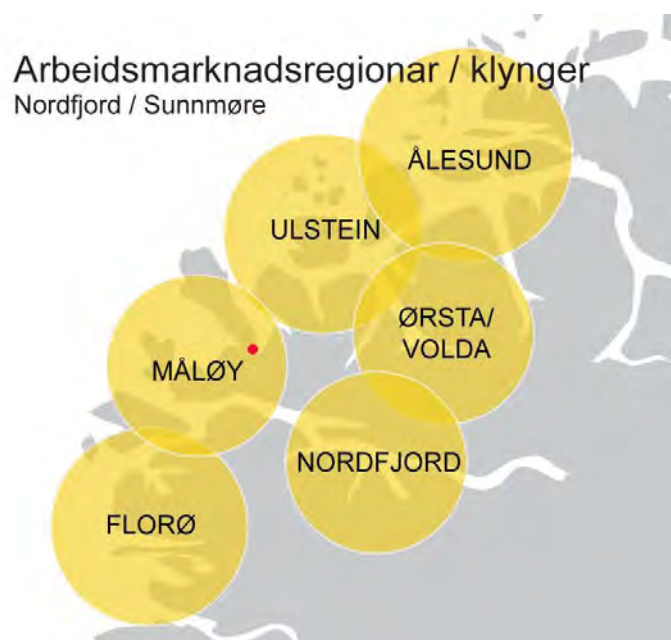 Arbeidsmarknadsregionar / klynger
Nordfjord / Sunnmøre
ÅLESUND
ULSTEIN
ØRSTA/
VOLDA
MÅLØY
NORDFJORD
FLORØ